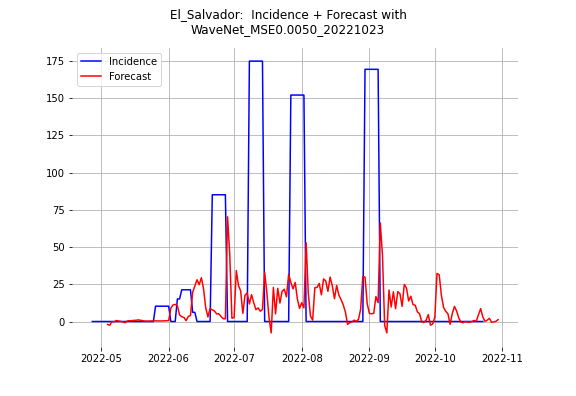 El_Salvador:  Incidence + Forecast with
WaveNet_MSE0.0050_20221023
Incidence
Forecast
175
150
125
100
75
50
25
0
2022-05 2022-06 2022-07 2022-08 2022-09 2022-10 2022-11